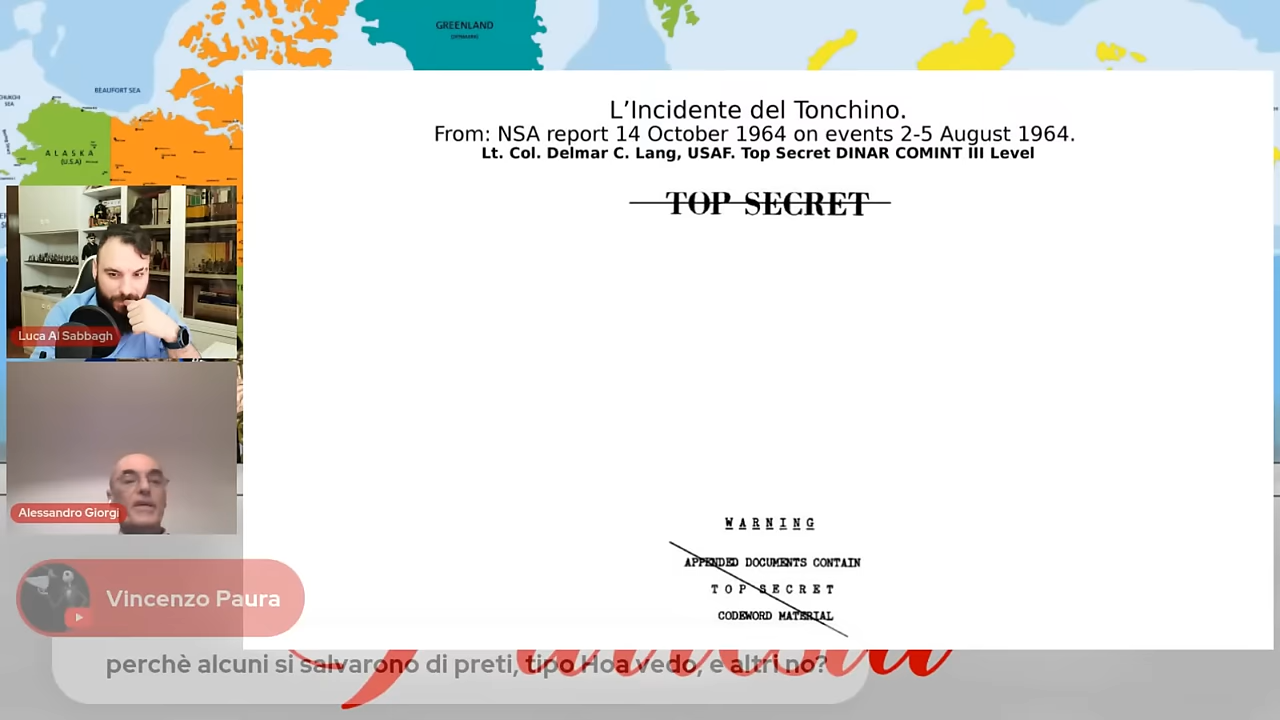 GREENLAND
(DENMARK)
BEAUFORT SEA
CHUKCHI
SEA
ALASKA
(U.S.A)
L’Incidente del Tonchino.
From: NSA report 14 October 1964 on events 2-5 August 1964.
Lt. Col. Delmar C. Lang, USAF. Top Secret DINAR COMINT III Level
TOP SECRET
Luca Al Sabbagh
Alessandro Giorgi
WARNING
APPENDED DOCUMENTS CONTAIN
TOP SECRET
CODEWORD MATERIAL
Vincenzo Paura
perchè alcuni si salvarono di preti, tipo Hoa vedo, e altri no?